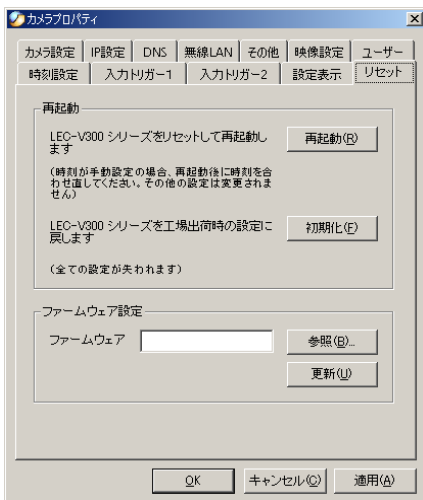 カメラプロパティ
カメラ設定 IP設定 DNS 無線LAN その他 映像設定 ユーザー
時刻設定 入力トリガー1 入力トリガー2 設定表示 リセット
再起動
LEC-V300 シリーズをリセットして再起動し
ます
再起動(R)
(時刻が手動設定の場合、再起動後に時刻を合
わせ直してください。その他の設定は変更されま
せん)
LEC-V300 シリーズを工場出荷時の設定に
戻します
初期化(F)
(全ての設定が失われます)
ファームウェア設定
ファームウェア
参照(B)...
更新(U)
OK キャンセル(C) 適用(A)